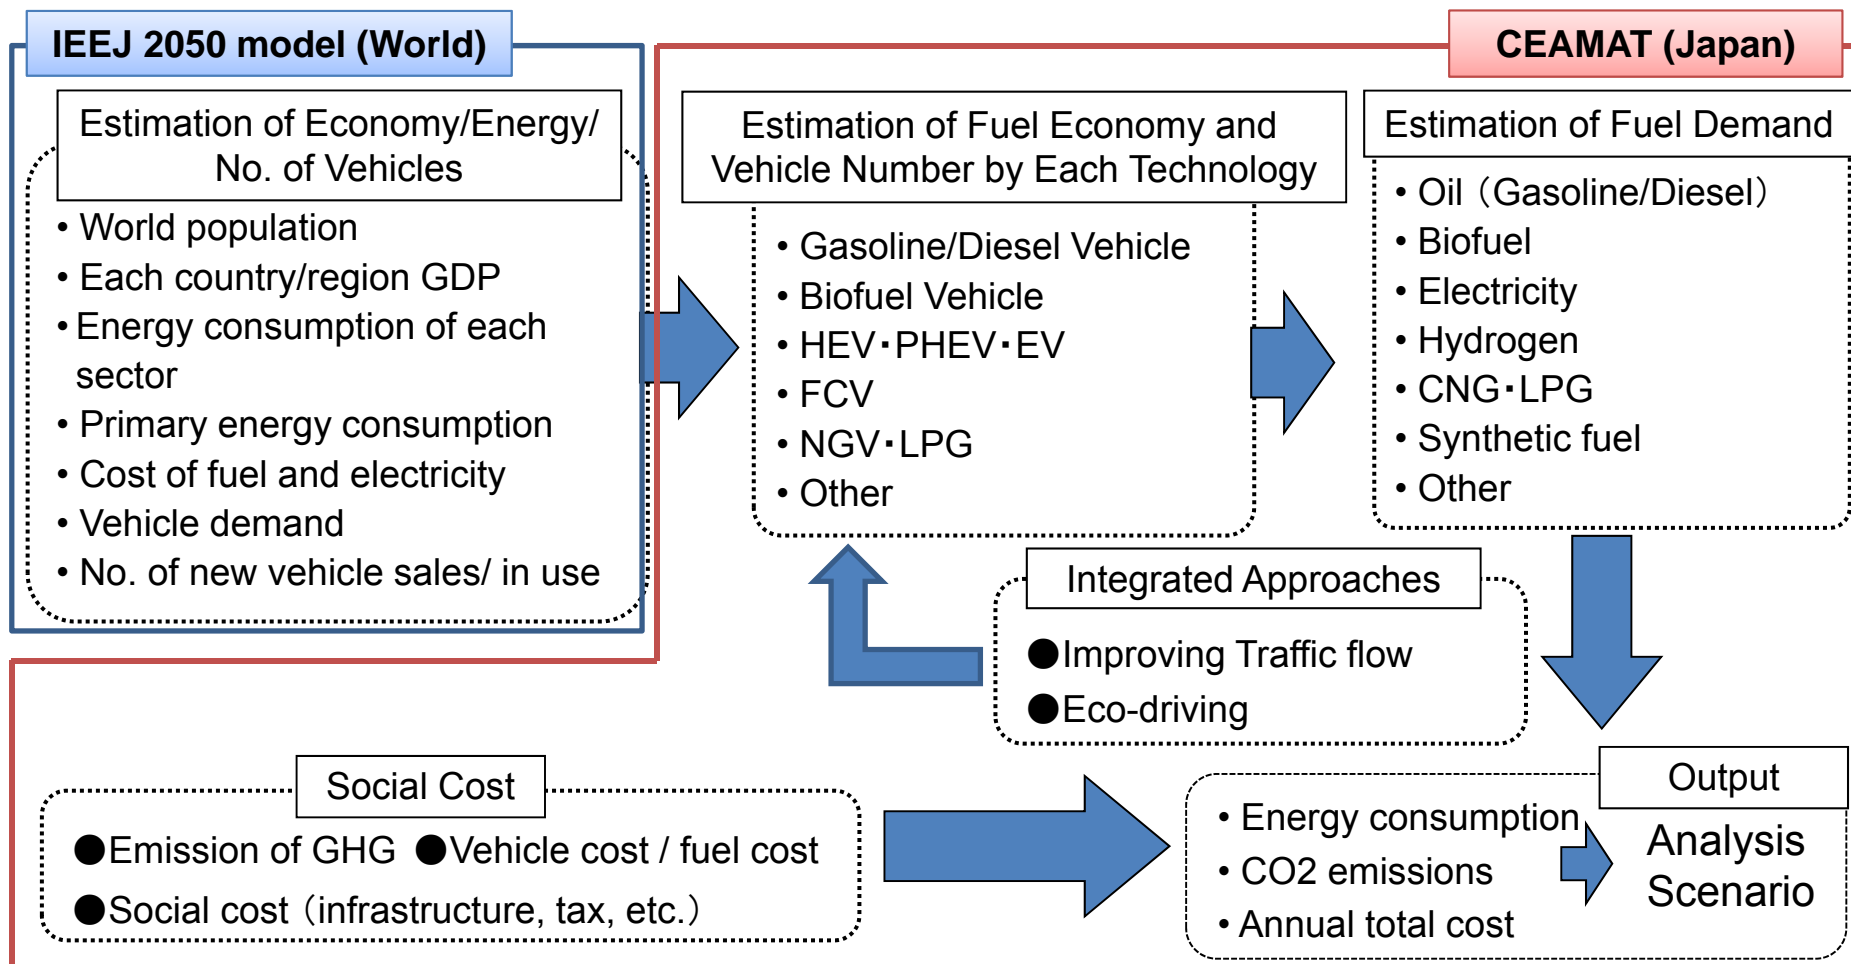 IEEJ 2050 model (World)
Estimation of Economy/Energy/
No. of Vehicles
• World population
• Each country/region GDP
• Energy consumption of each
sector
• Primary energy consumption
• Cost of fuel and electricity
• Vehicle demand
• No. of new vehicle sales/ in use
CEAMAT (Japan)
Estimation of Fuel Economy and
Vehicle Number by Each Technology
• Gasoline/Diesel Vehicle
• Biofuel Vehicle
• HEV・PHEV・EV
• FCV
• NGV・LPG
• Other
Estimation of Fuel Demand
• Oil（Gasoline/Diesel）
• Biofuel
• Electricity
• Hydrogen
• CNG・LPG
• Synthetic fuel
• Other
Integrated Approaches
●Improving Traffic flow
●Eco-driving
Social Cost
●Emission of GHG ●Vehicle cost / fuel cost
●Social cost（infrastructure, tax, etc.）
Output
• Energy consumption
• CO2 emissions
• Annual total cost
Analysis
Scenario